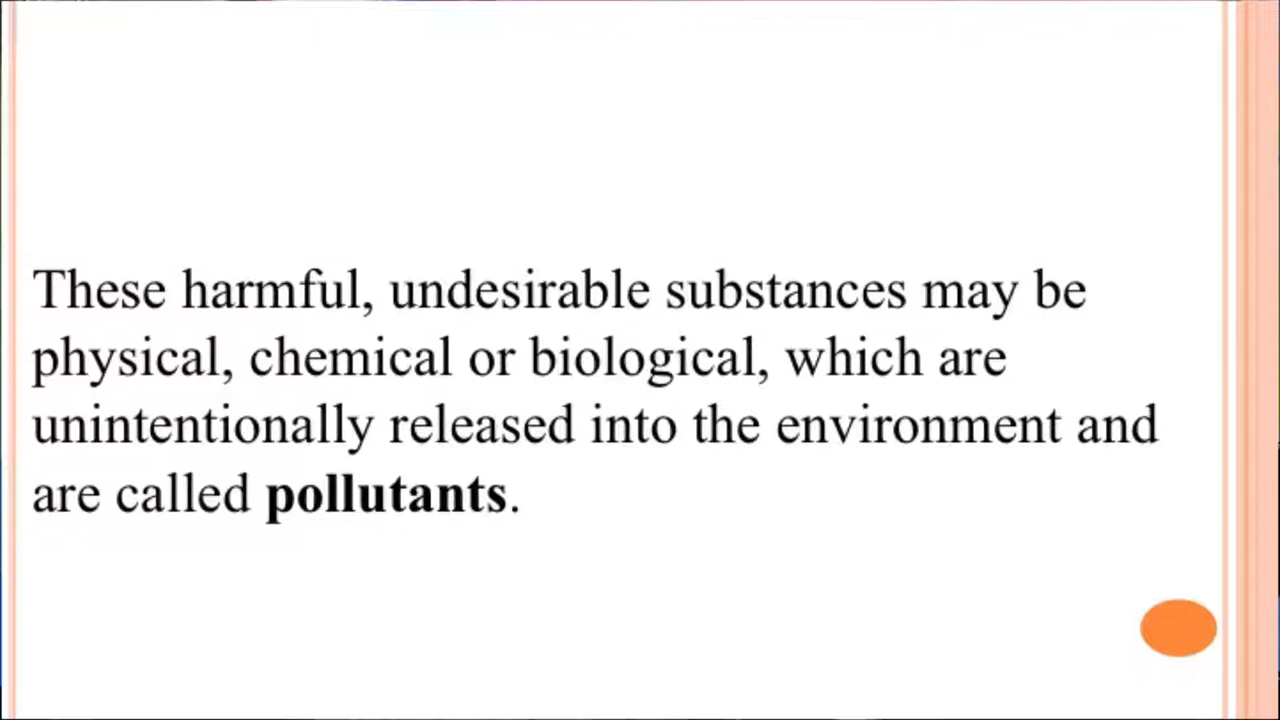 These harmful, undesirable substances may be
physical, chemical or biological, which are
unintentionally released into the environment and
are called pollutants.